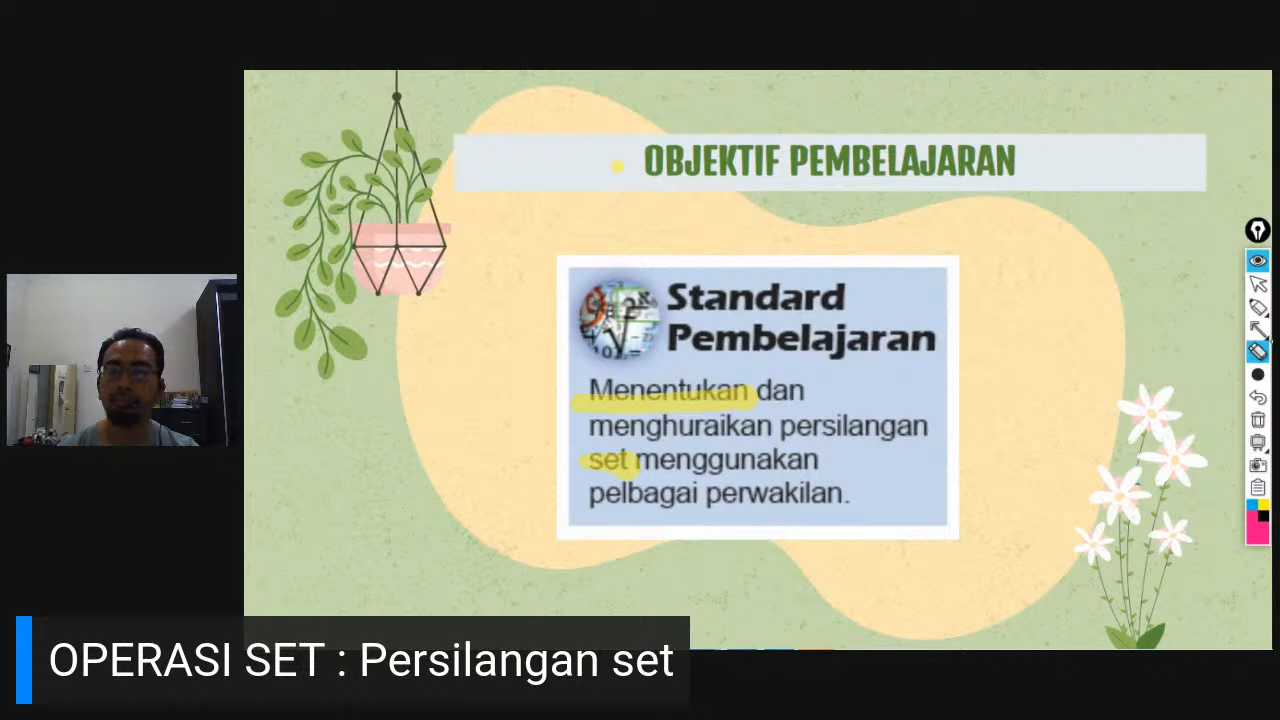 OBJEKTIF PEMBELAJARAN
Standard
Pembelajaran
Menentukan dan
menghuraikan persilangan
set menggunakan
pelbagai perwakilan.
OPERASI SET : Persilangan set